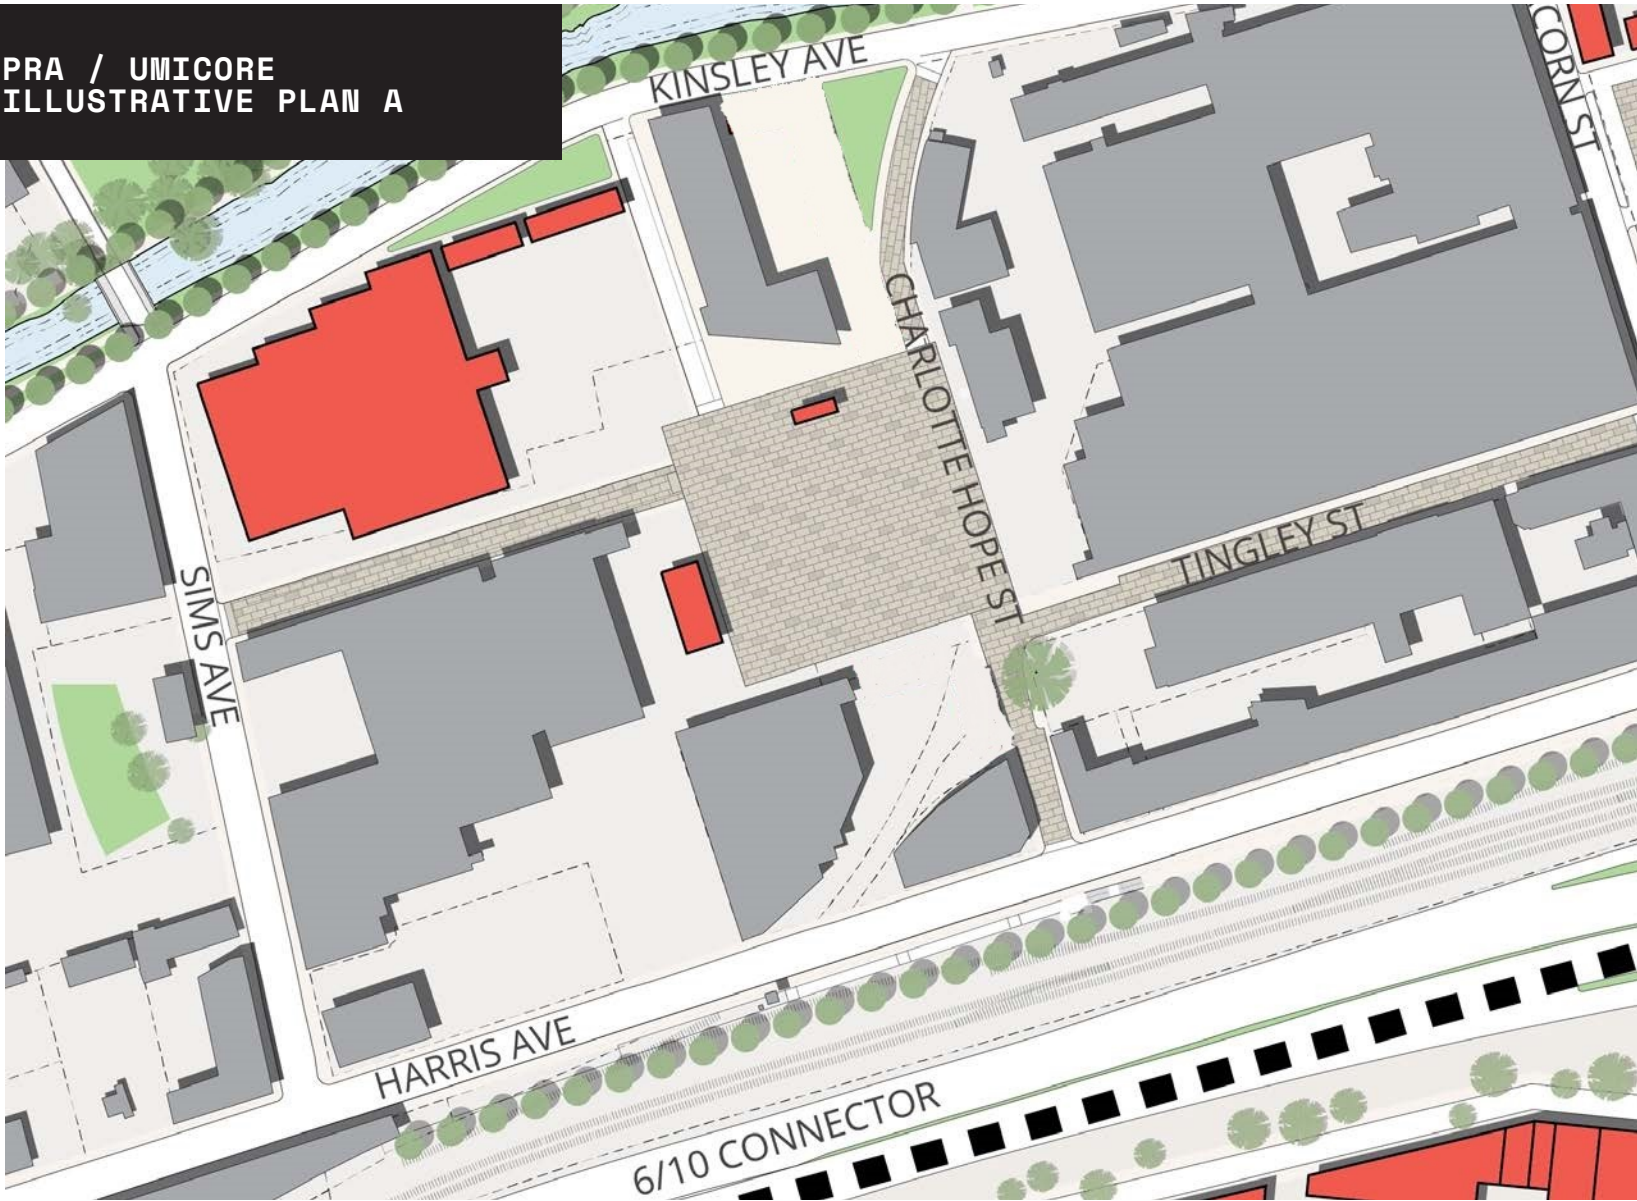 PRA / UMICORE
ILLUSTRATIVE PLAN A
KINSLEY AVE
CORN ST
CHARLOTTE HOPE ST
TINGLEY ST
SIMS AVE
HARRIS AVE
6/10 CONNECTOR